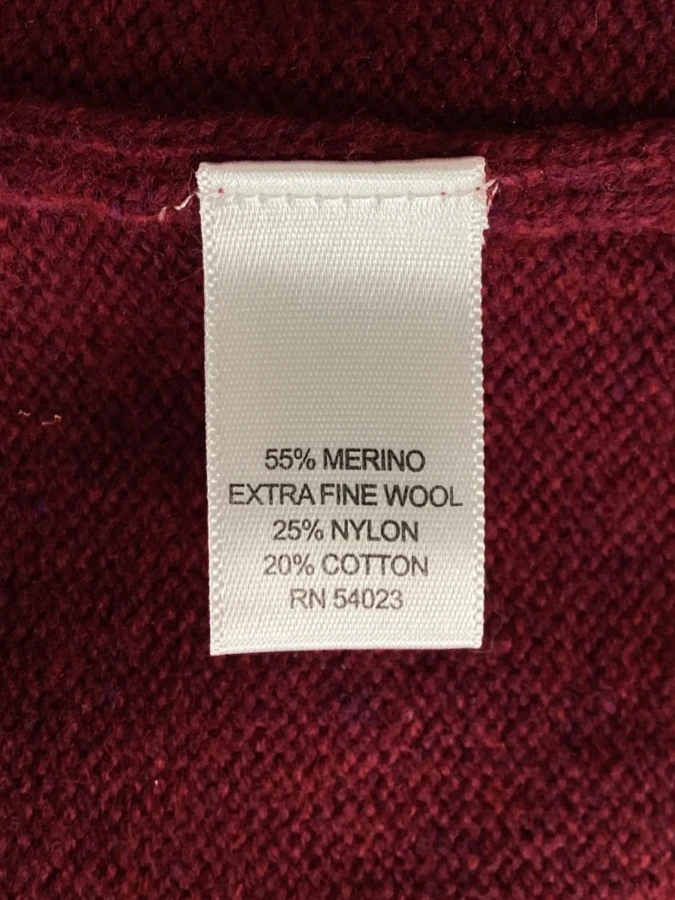 55% MERINO
EXTRA FINE WOOL
25% NYLON
20% COTTON
RN 54023